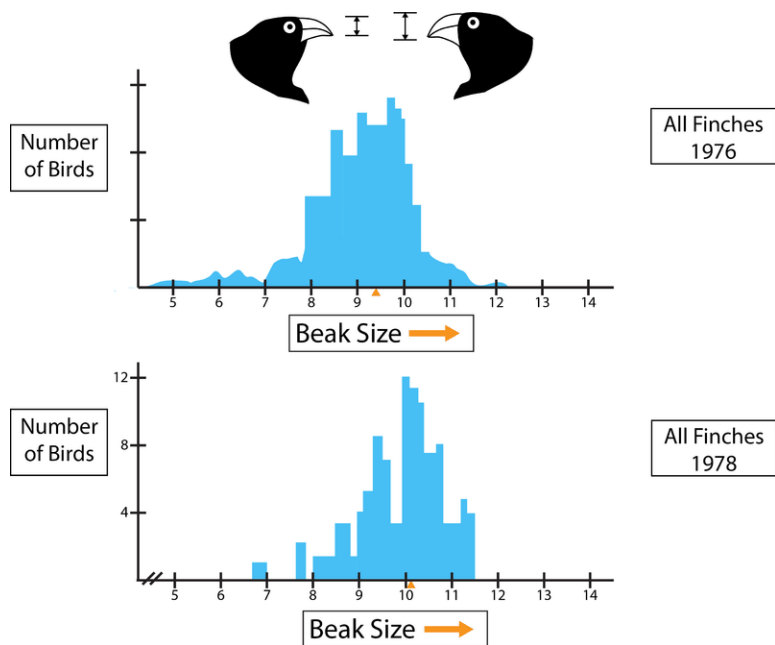 Number
of Birds
All Finches
1976
5 6 7 8 9 10 11 12 13 14
Beak Size
12
8
4
Number
of Birds
All Finches
1978
5 6 7 8 9 10 11 12 13 14
Beak Size